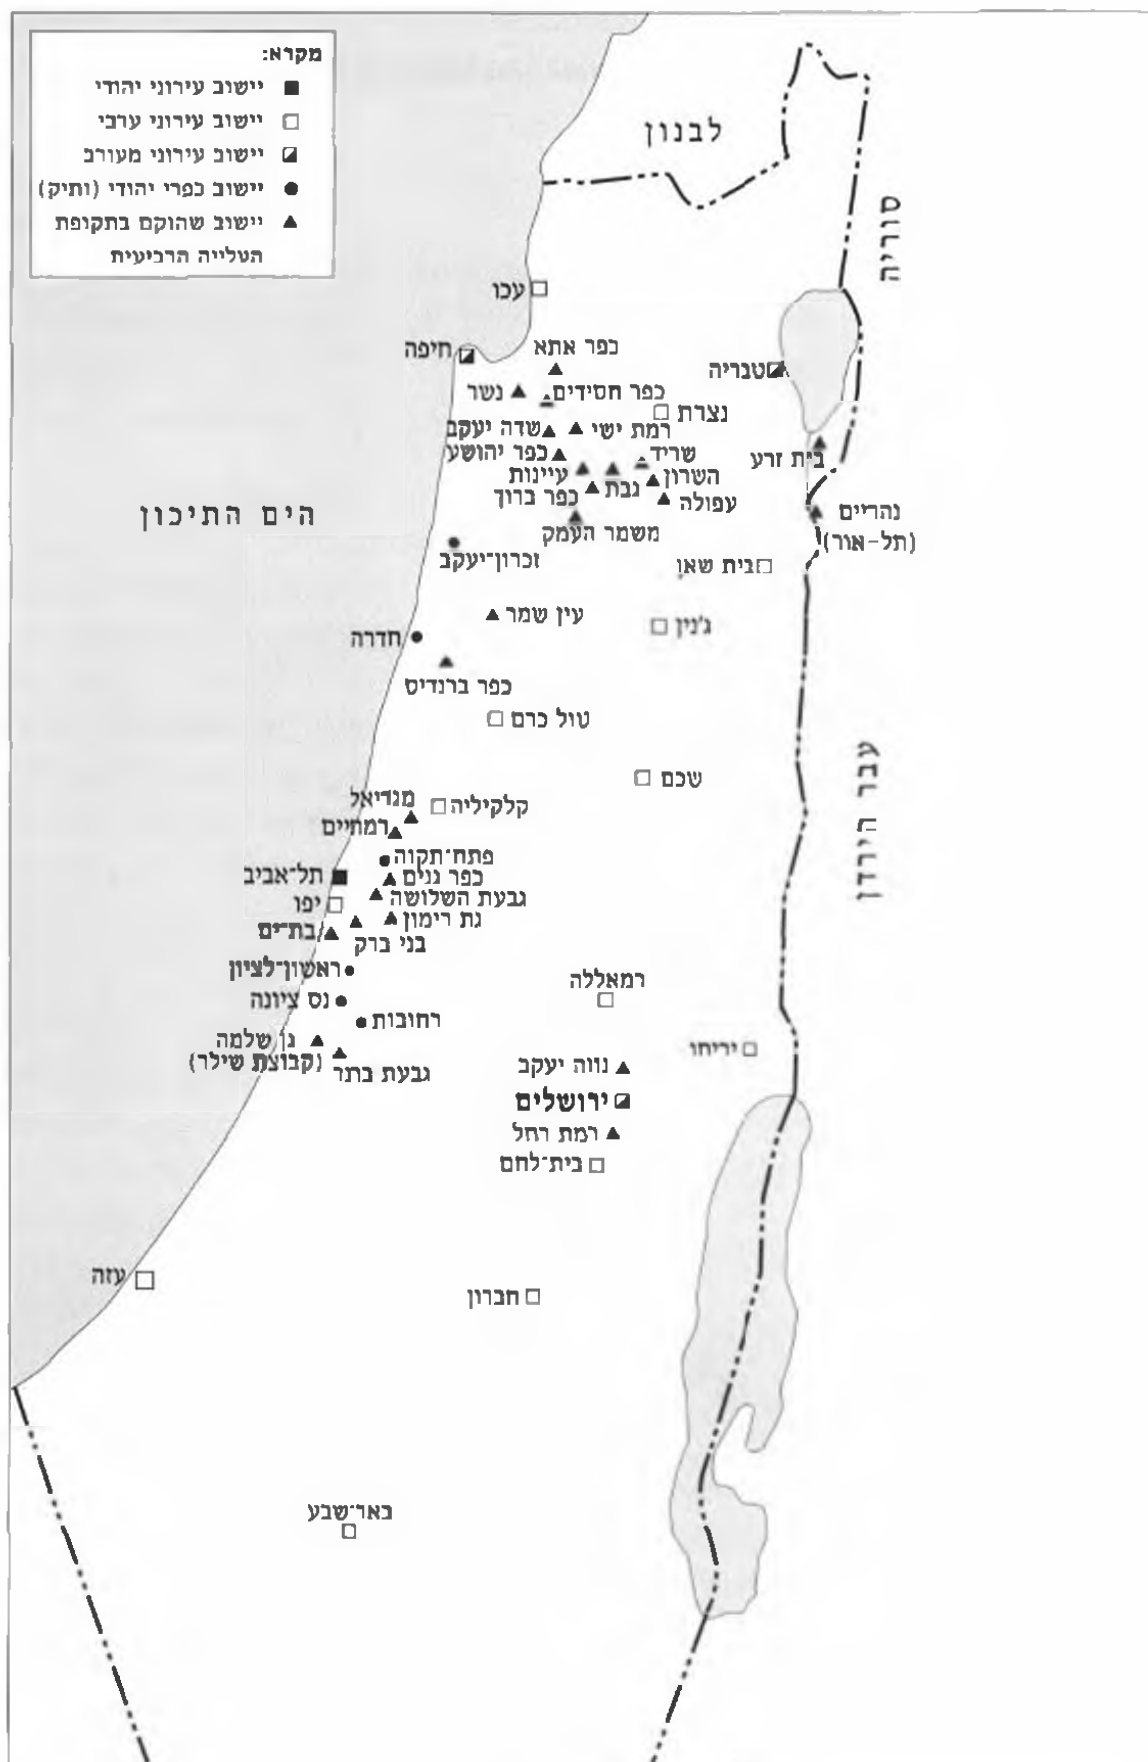 מקרא:
יישוב עירוני יהודי
יישוב עירוני ערבי
יישוב עירוני מעורב
יישוב כפרי יהודי (ותיק)
יישוב שהוקם בתקופת
העלייה הרביעית
לבנון
סוריה
עכו
חיפה
כפר אתא
טבריה
נשר
כפר חסידים
נצרת
שדה יעקב
רמת ישי
כפר יהושע
שריד
בית זרע
עיינות
גבת
השרון
כפר ברוך
עפולה
נהריים
(תל-אור)
משמר העמק
הים התיכון
זכרון-יעקב
בית שאן
עין שמר
ג'נין
חדרה
כפר ברנדיס
טול כרם
שכם
עבר הירדן
מגדיאל
קלקיליה
רמתיים
פתח-תקוה
תל-אביב
כפר גנים
גבעת השלושה
יפו
גת רימון
בת-ים
בני ברק
ראשון-לציון
רמאללה
נס ציונה
רחובות
גן שלמה
(קבוצת שילר)
יריחו
גבעת ברנר
נווה יעקב
ירושלים
רמת רחל
בית-לחם
עזה
חברון
באר-שבע